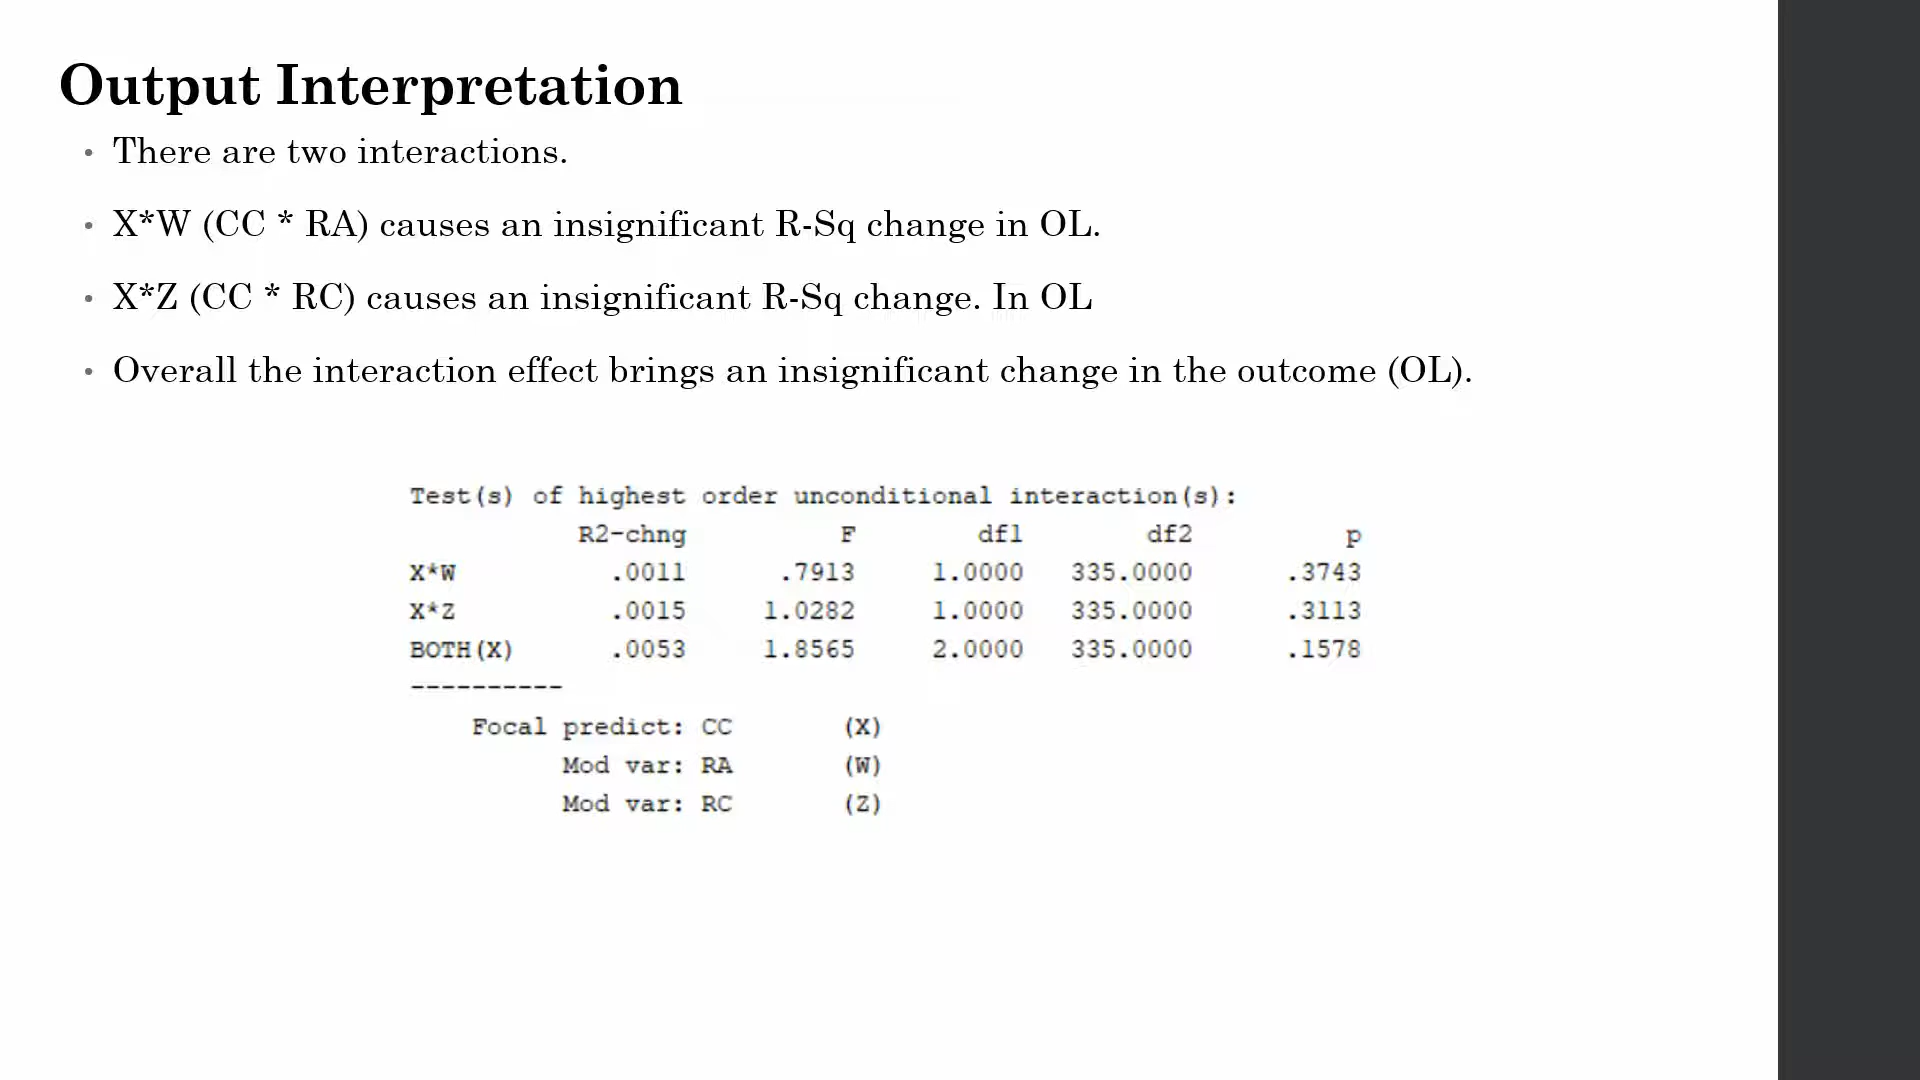 Output Interpretation
• There are two interactions.
• X*W (CC * RA) causes an insignificant R-Sq change in OL.
• X*Z (CC * RC) causes an insignificant R-Sq change. In OL
• Overall the interaction effect brings an insignificant change in the outcome (OL).
Test(s) of highest order unconditional interaction(s):
R2-chng F df1 df2 p
X*W .0011 .7913 1.0000 335.0000 .3743
X*Z .0015 1.0282 1.0000 335.0000 .3113
BOTH(X) .0053 1.8565 2.0000 335.0000 .1578
----------
Focal predict: CC (X)
Mod var: RA (W)
Mod var: RC (Z)